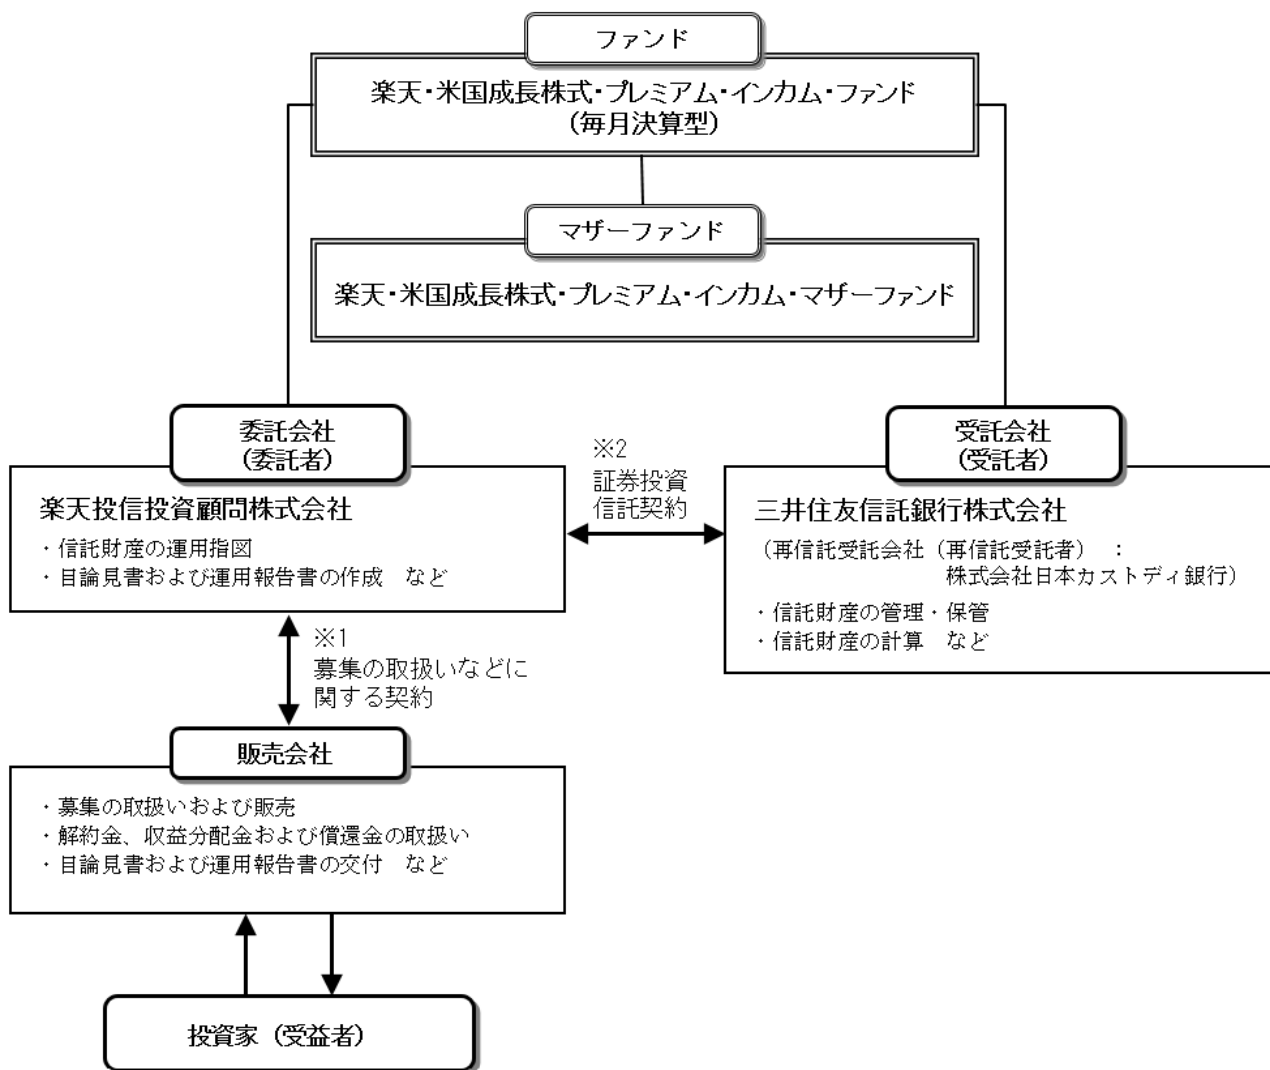 ファンド
楽天・米国成長株式・プレミアム・インカム・ファンド
(毎月決算型)
マザーファンド
楽天・米国成長株式・プレミアム・インカム・マザーファンド
委託会社
(委託者)
楽天投信投資顧問株式会社
・信託財産の運用指図
・目論見書および運用報告書の作成　など
※2
証券投資
信託契約
受託会社
(受託者)
三井住友信託銀行株式会社
（再信託受託会社（再信託受託者）　：
株式会社日本カストディ銀行）
・信託財産の管理・保管
・信託財産の計算　など
※1
募集の取扱いなどに
関する契約
販売会社
・募集の取扱いおよび販売
・解約金、収益分配金および償還金の取扱い
・目論見書および運用報告書の交付　など
投資家（受益者）